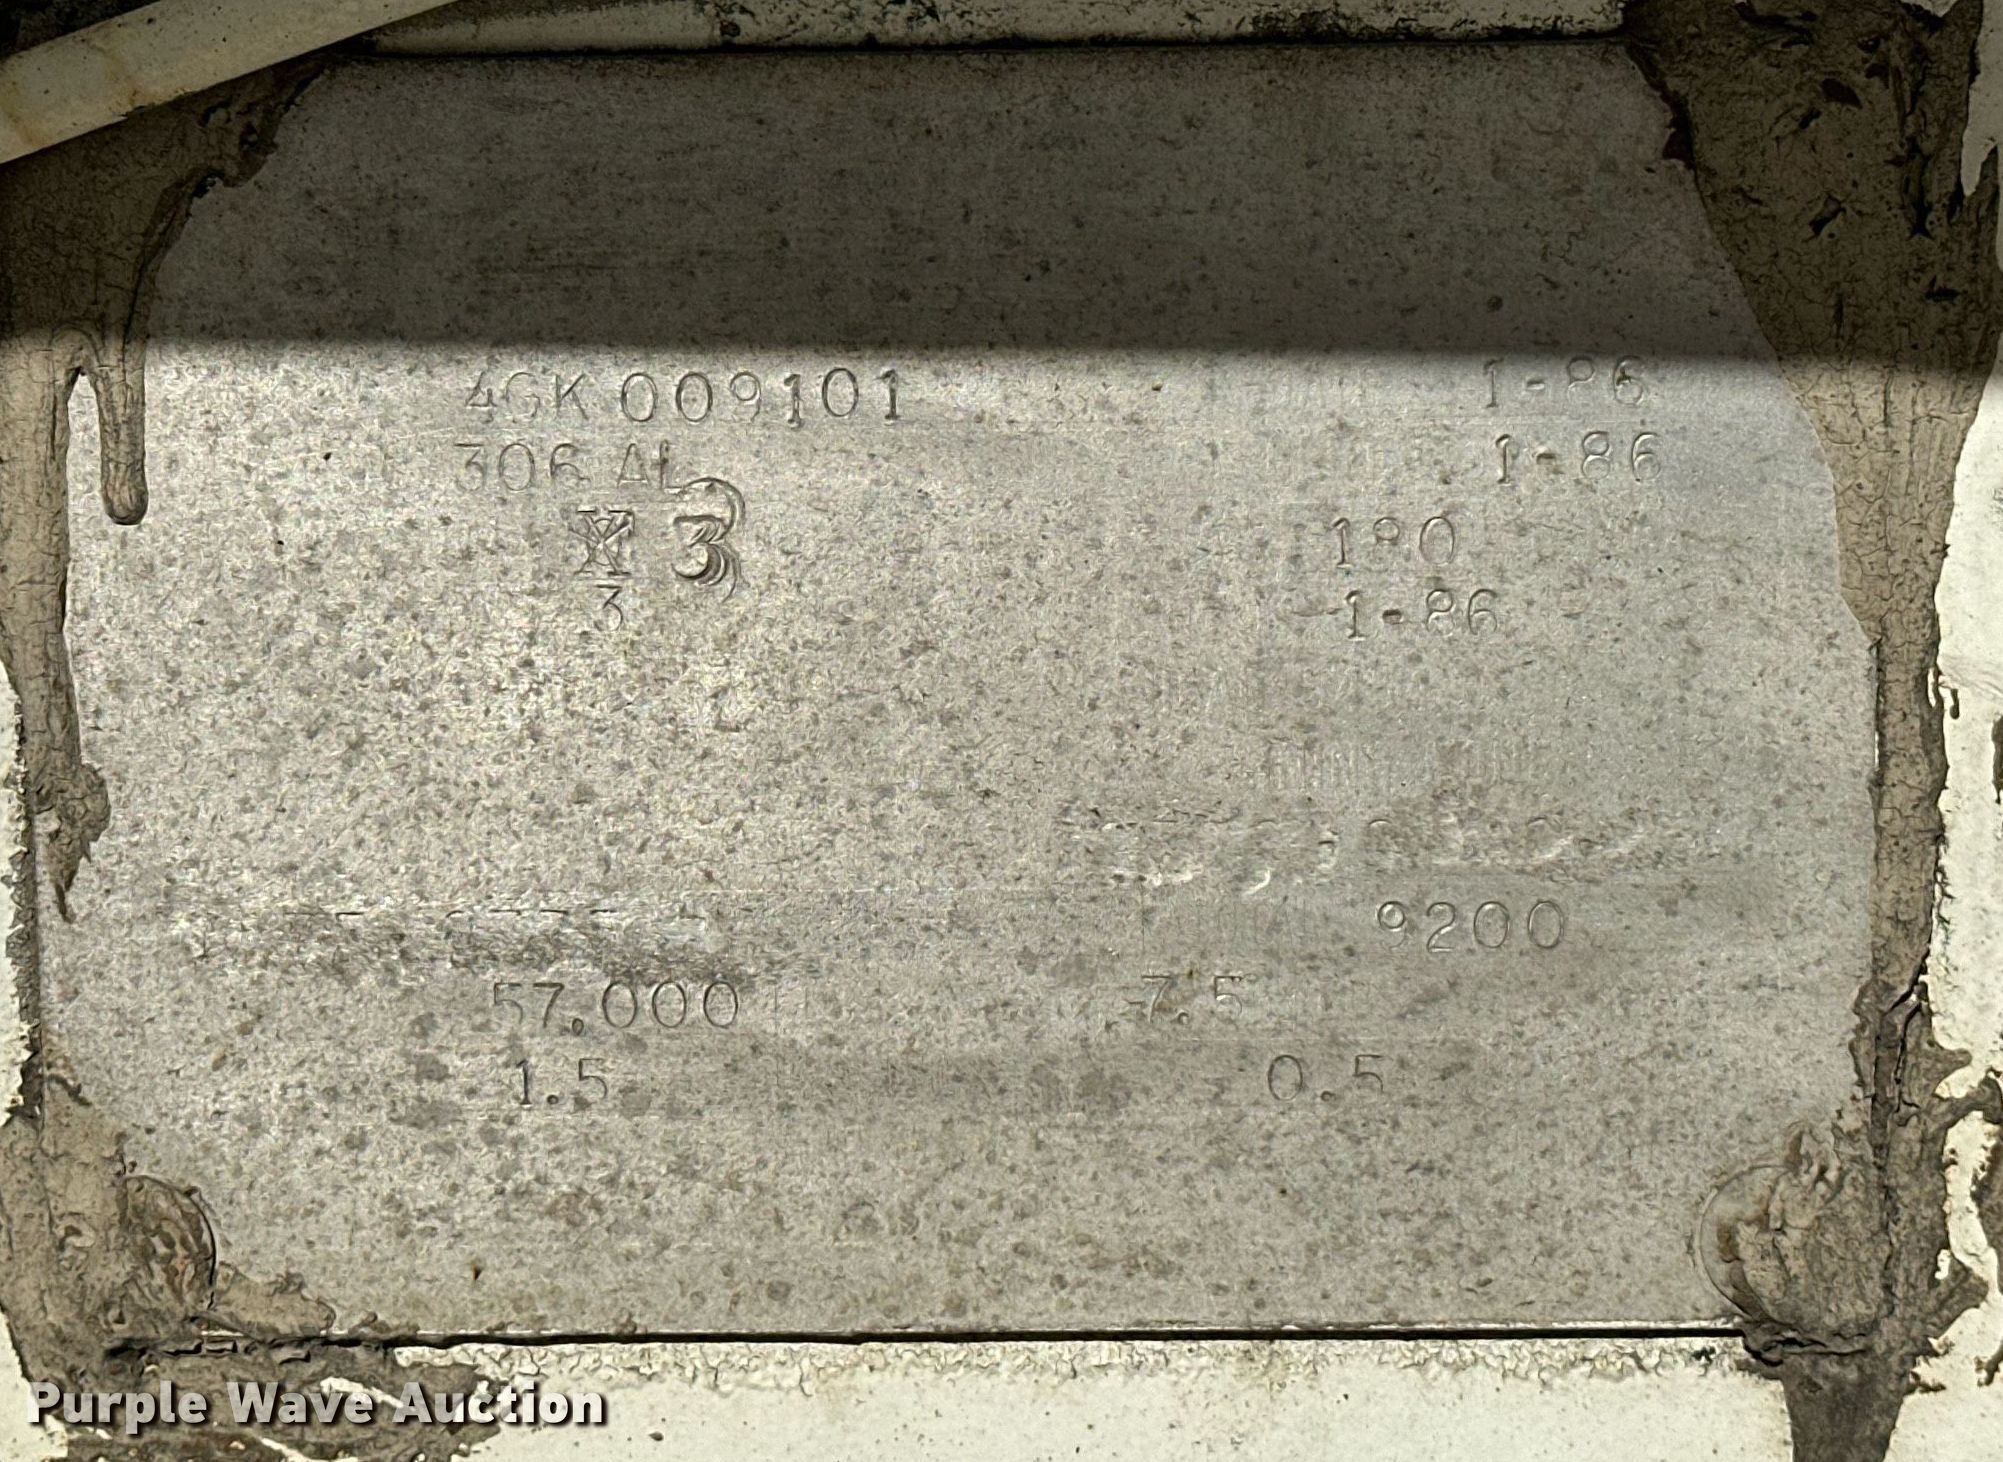 4GK 009101 1-86
306 AL 1-86
X 3 180
3 1-86
9200
57.000 7.5
1.5 0.5
Purple Wave Auction